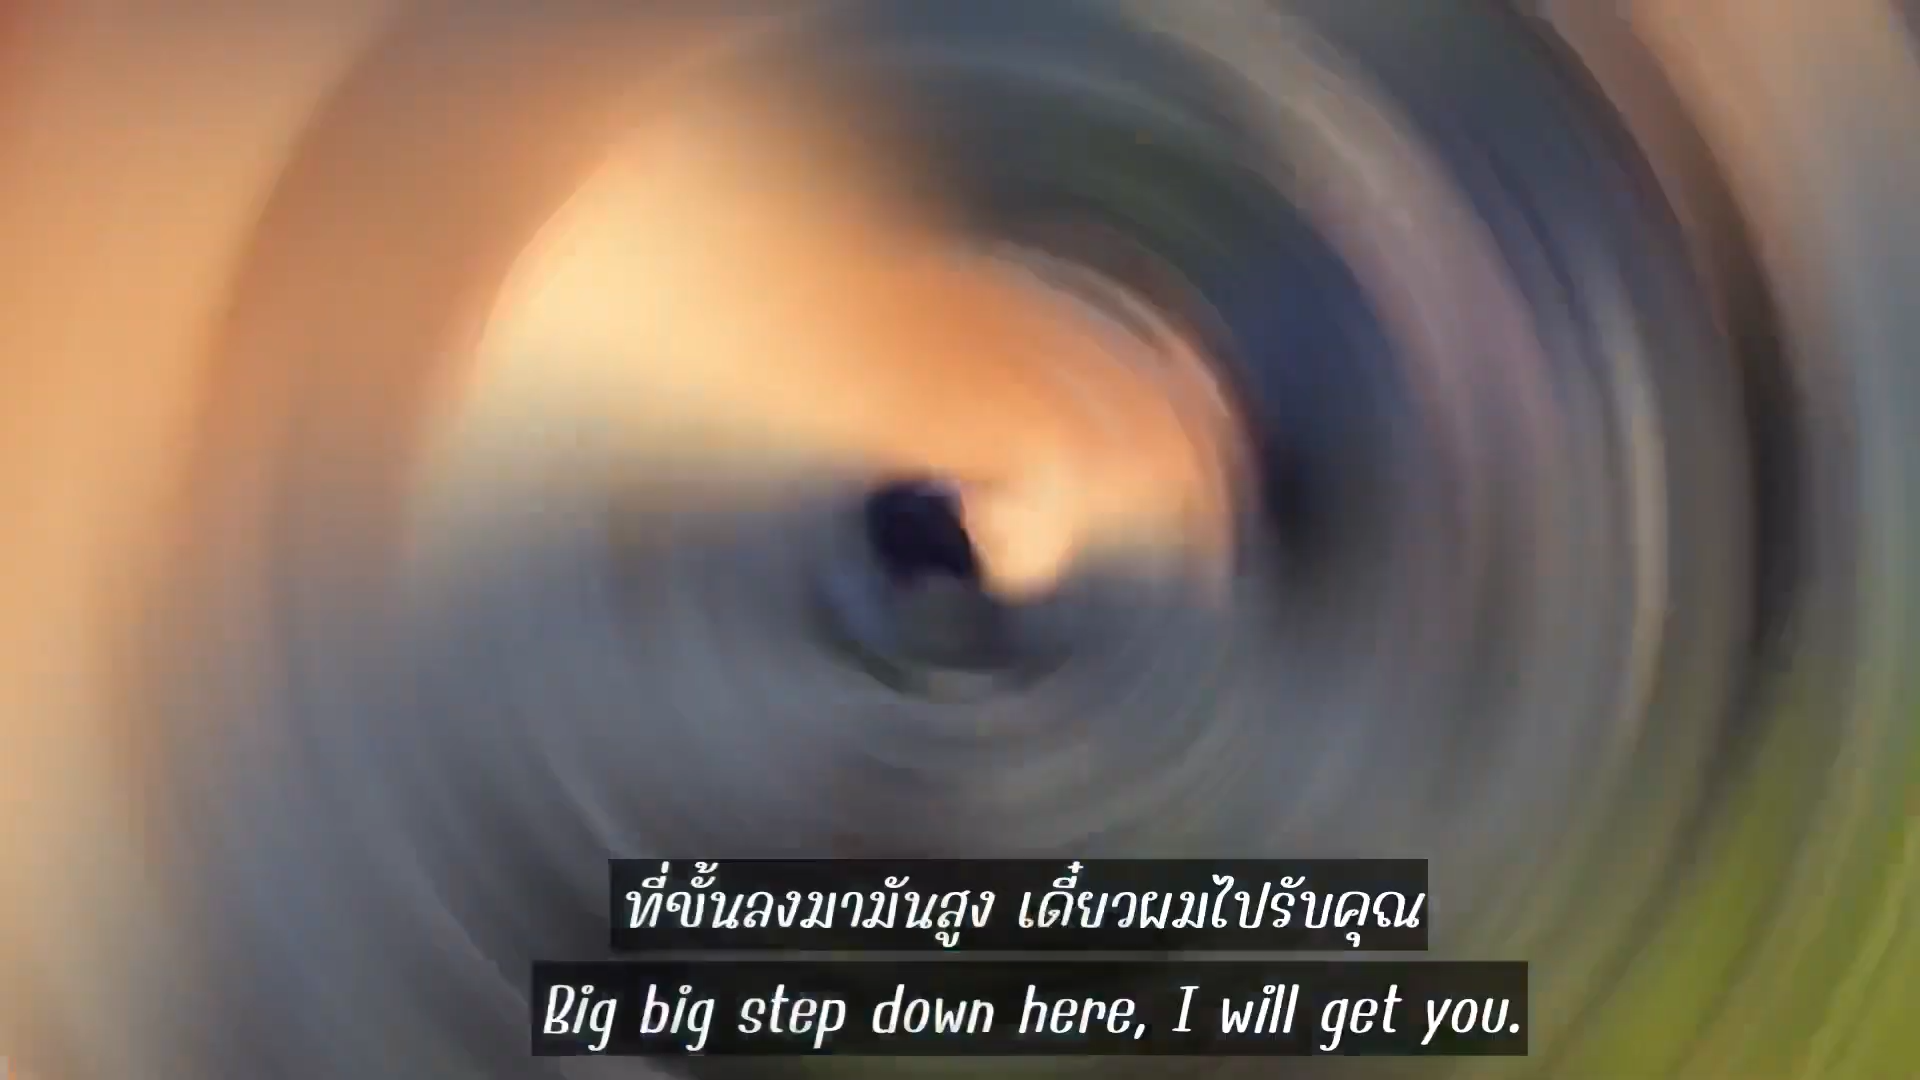 ที่ขั้นลงมามันสูง เดี๋ยวผมไปรับคุณ
Big big step down here, I will get you.